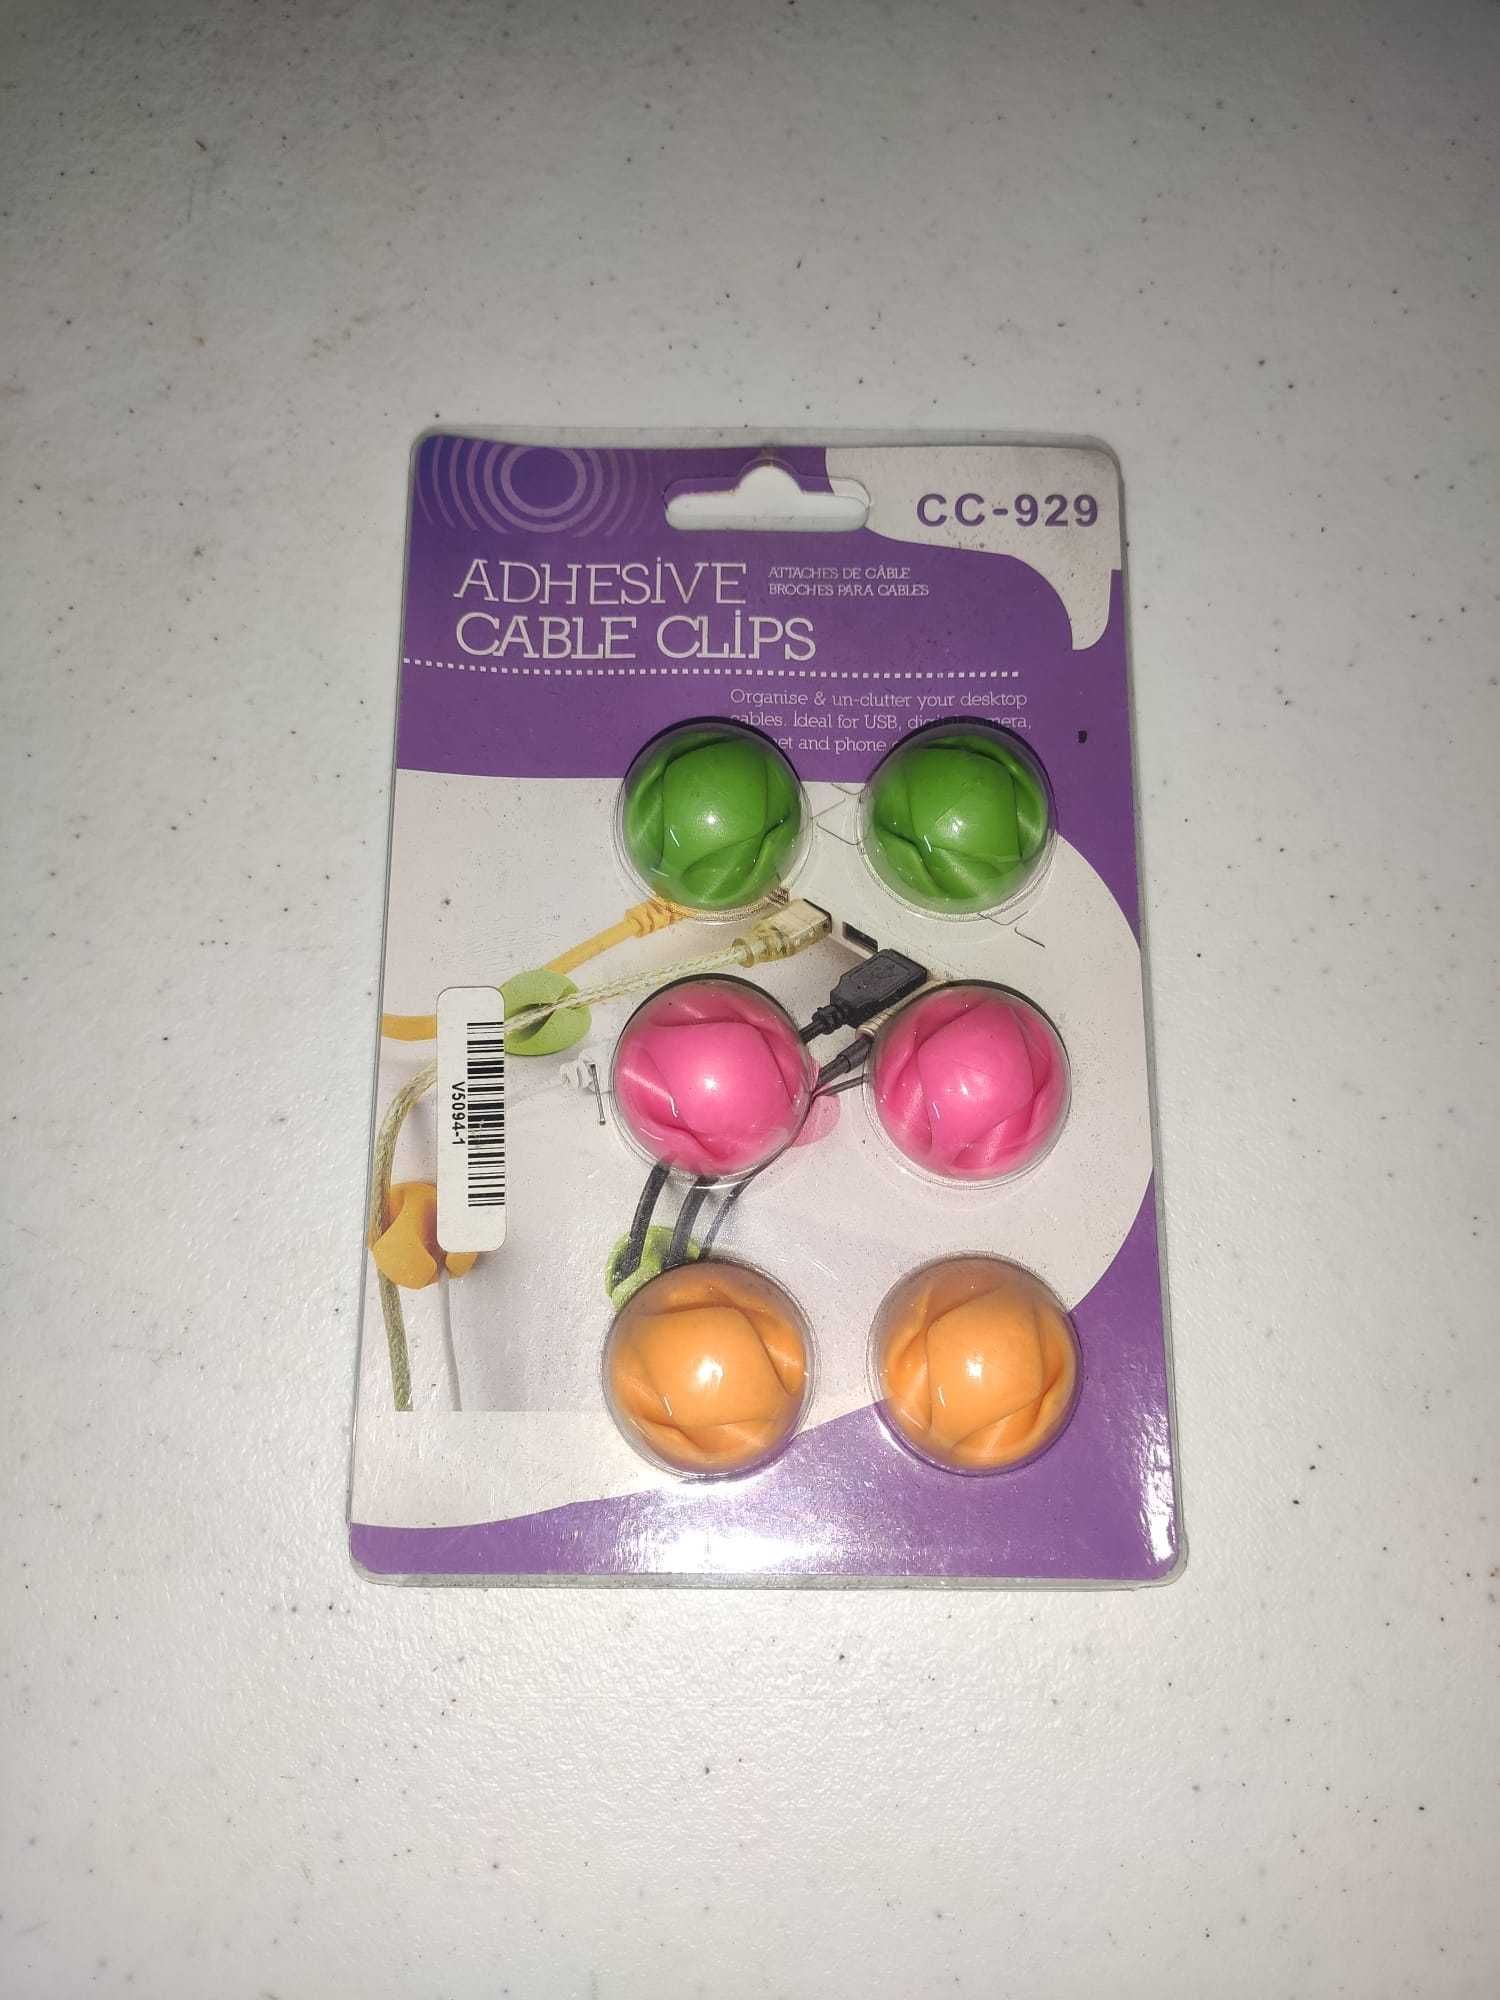 CC-929
ADHESIVE
CABLE CLIPS
ATTACHES DE CÂBLE
BROCHES PARA CABLES
Organise & un-clutter your desktop
cables. Ideal for USB,
and phone
V5094-1